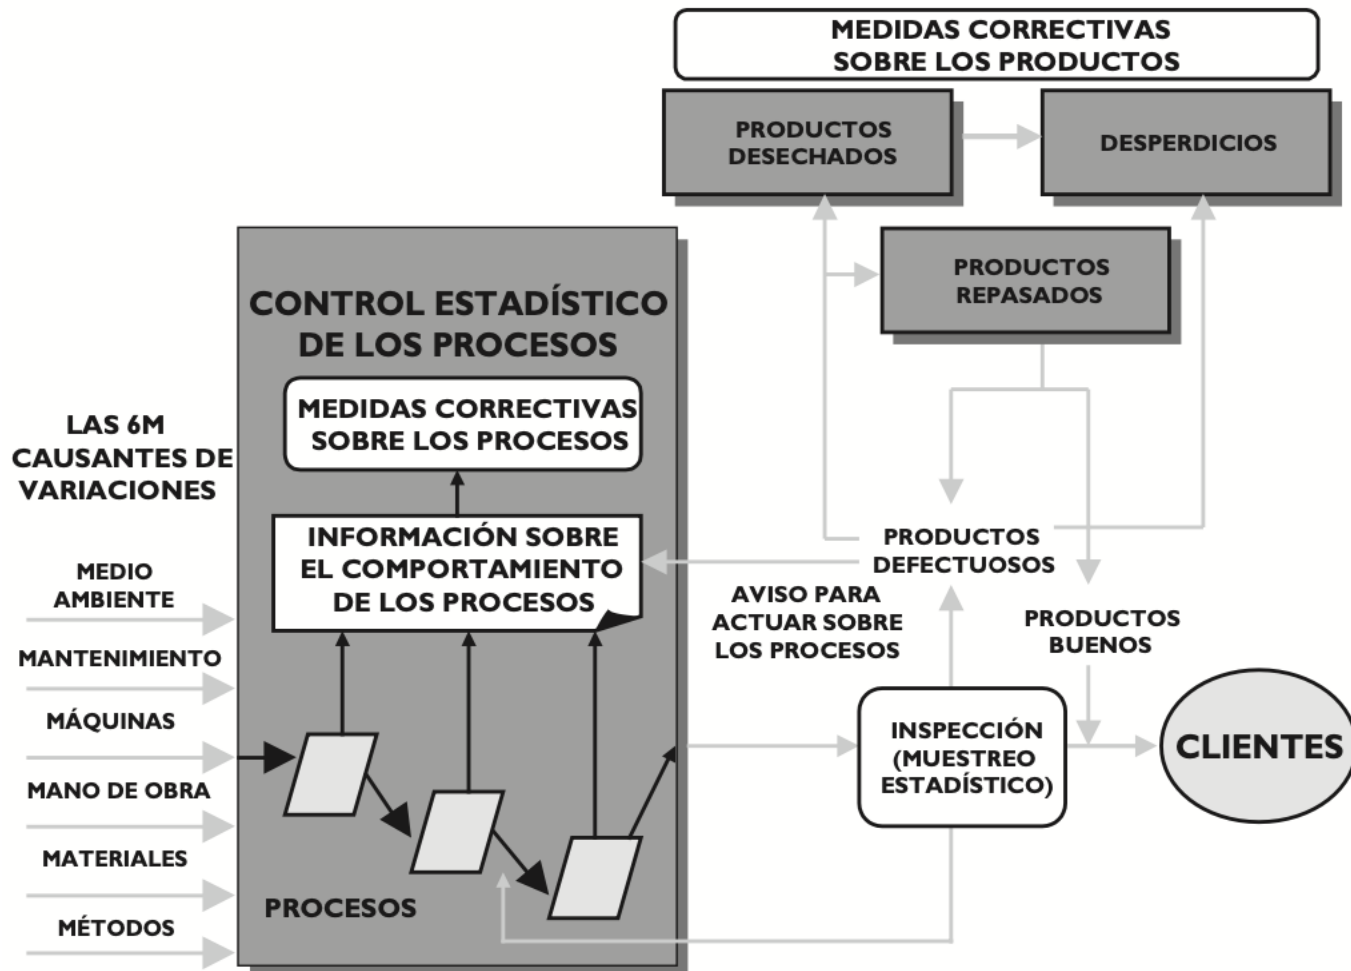 MEDIDAS CORRECTIVAS
SOBRE LOS PRODUCTOS
PRODUCTOS
DESECHADOS
DESPERDICIOS
PRODUCTOS
REPASADOS
CONTROL ESTADÍSTICO
DE LOS PROCESOS
MEDIDAS CORRECTIVAS
SOBRE LOS PROCESOS
INFORMACIÓN SOBRE
EL COMPORTAMIENTO
DE LOS PROCESOS
LAS 6M
CAUSANTES DE
VARIACIONES
MEDIO
AMBIENTE
MANTENIMIENTO
MÁQUINAS
MANO DE OBRA
MATERIALES
MÉTODOS
PROCESOS
PRODUCTOS
DEFECTUOSOS
AVISO PARA
ACTUAR SOBRE
LOS PROCESOS
PRODUCTOS
BUENOS
INSPECCIÓN
(MUESTREO
ESTADÍSTICO)
CLIENTES